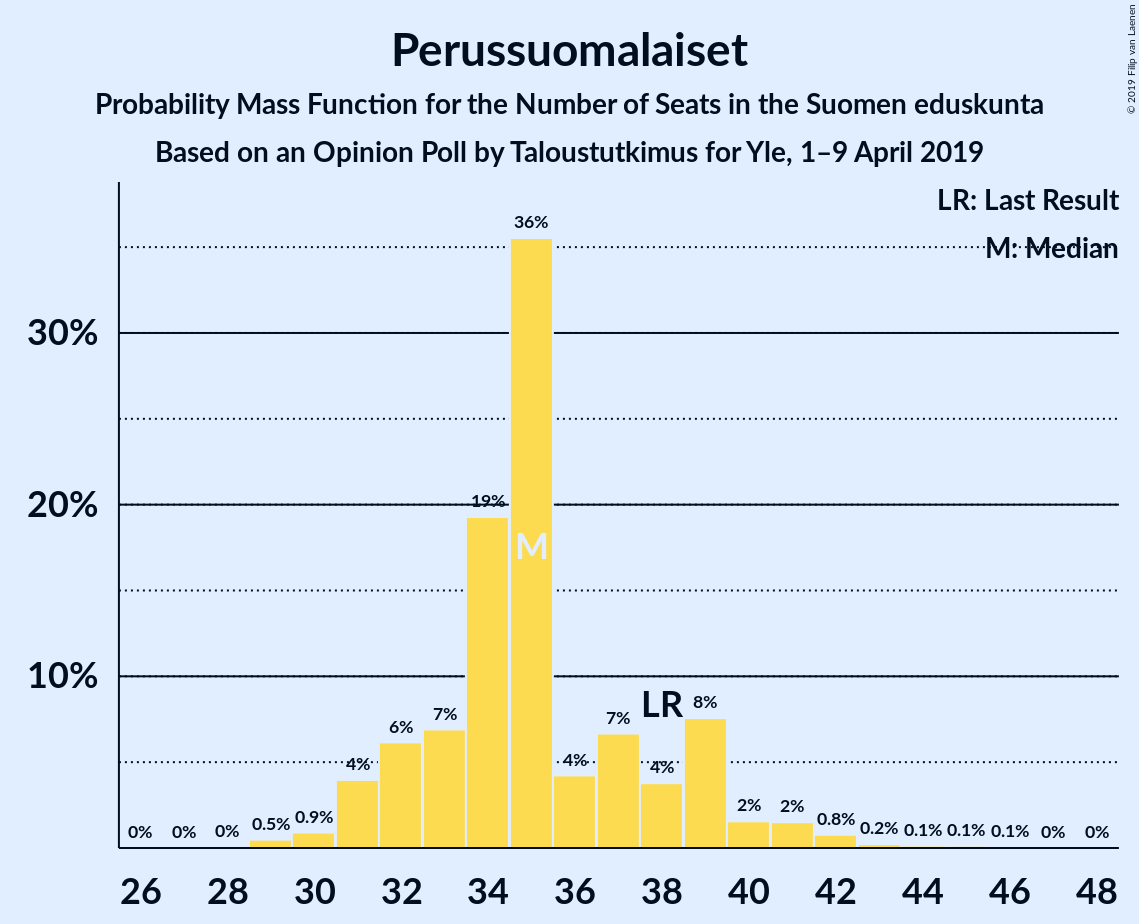 Perussuomalaiset
Probability Mass Function for the Number of Seats in the Suomen eduskunta
Based on an Opinion Poll by Taloustutkimus for Yle, 1–9 April 2019
© 2019 Filip van Laenen
LR: Last Result
M: Median
30%
20%
10%
0%
0%
0%
0.5%
0.9%
4%
6%
7%
19%
36%
4%
7%
4%
8%
2%
2%
0.8%
0.2%
0.1%
0.1%
0.1%
0%
0%
M
LR
26 28 30 32 34 36 38 40 42 44 46 48